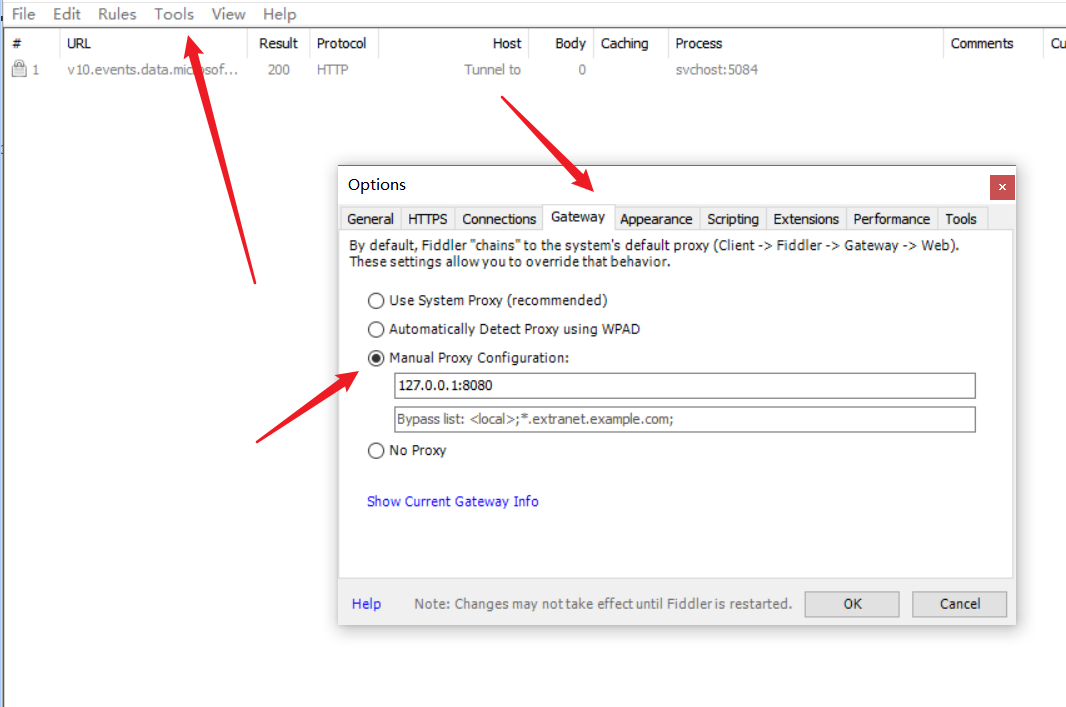 File Edit Rules Tools View Help
# URL Result Protocol Host Body Caching Process Comments Cu
1 v10.events.data.microsof... 200 HTTP Tunnel to 0 svchost:5084
Options
General HTTPS Connections Gateway Appearance Scripting Extensions Performance Tools
By default, Fiddler "chains" to the system's default proxy (Client -> Fiddler -> Gateway -> Web).
These settings allow you to override that behavior.
Use System Proxy (recommended)
Automatically Detect Proxy using WPAD
Manual Proxy Configuration:
127.0.0.1:8080
Bypass list: <local>;*.extranet.example.com;
No Proxy
Show Current Gateway Info
Help Note: Changes may not take effect until Fiddler is restarted. OK Cancel